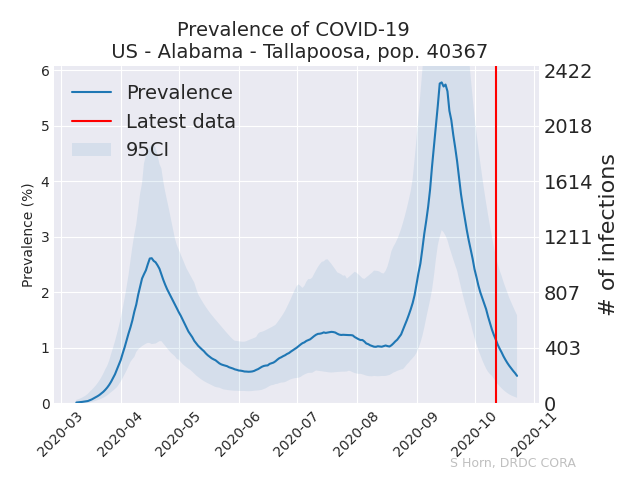 Prevalence of COVID-19
US - Alabama - Tallapoosa, pop. 40367
Prevalence
Latest data
95CI
Prevalence (%)
6
5
4
3
2
1
0
2422
2018
1614
1211
807
403
0
# of infections
2020-03
2020-04
2020-05
2020-06
2020-07
2020-08
2020-09
2020-10
2020-11
S Horn, DRDC CORA